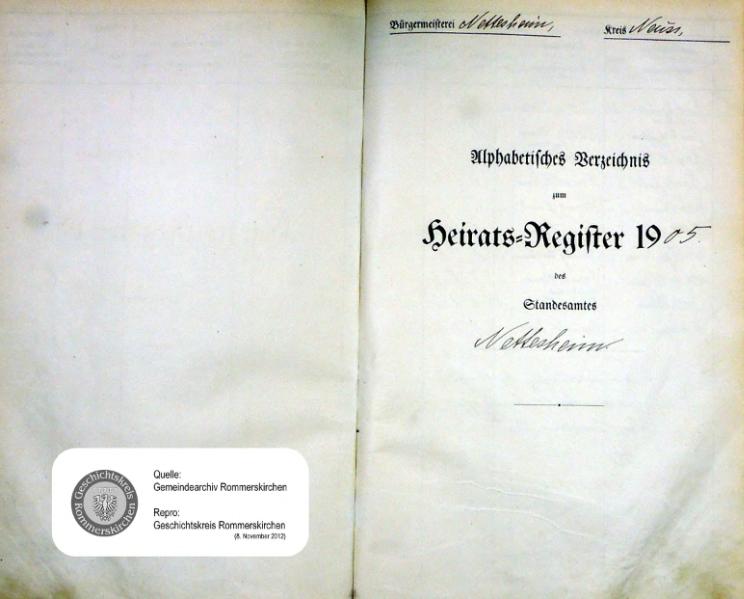 Bürgermeisterei Nettesheim, Kreis Neuss,
Alphabetisches Verzeichnis
zum
Heirats-Register 1905.
des
Standesamtes
Nettesheim
Geschichtskreis
Rommerskirchen
Quelle:
Gemeindearchiv Rommerskirchen
Repro:
Geschichtskreis Rommerskirchen
(8. November 2012)